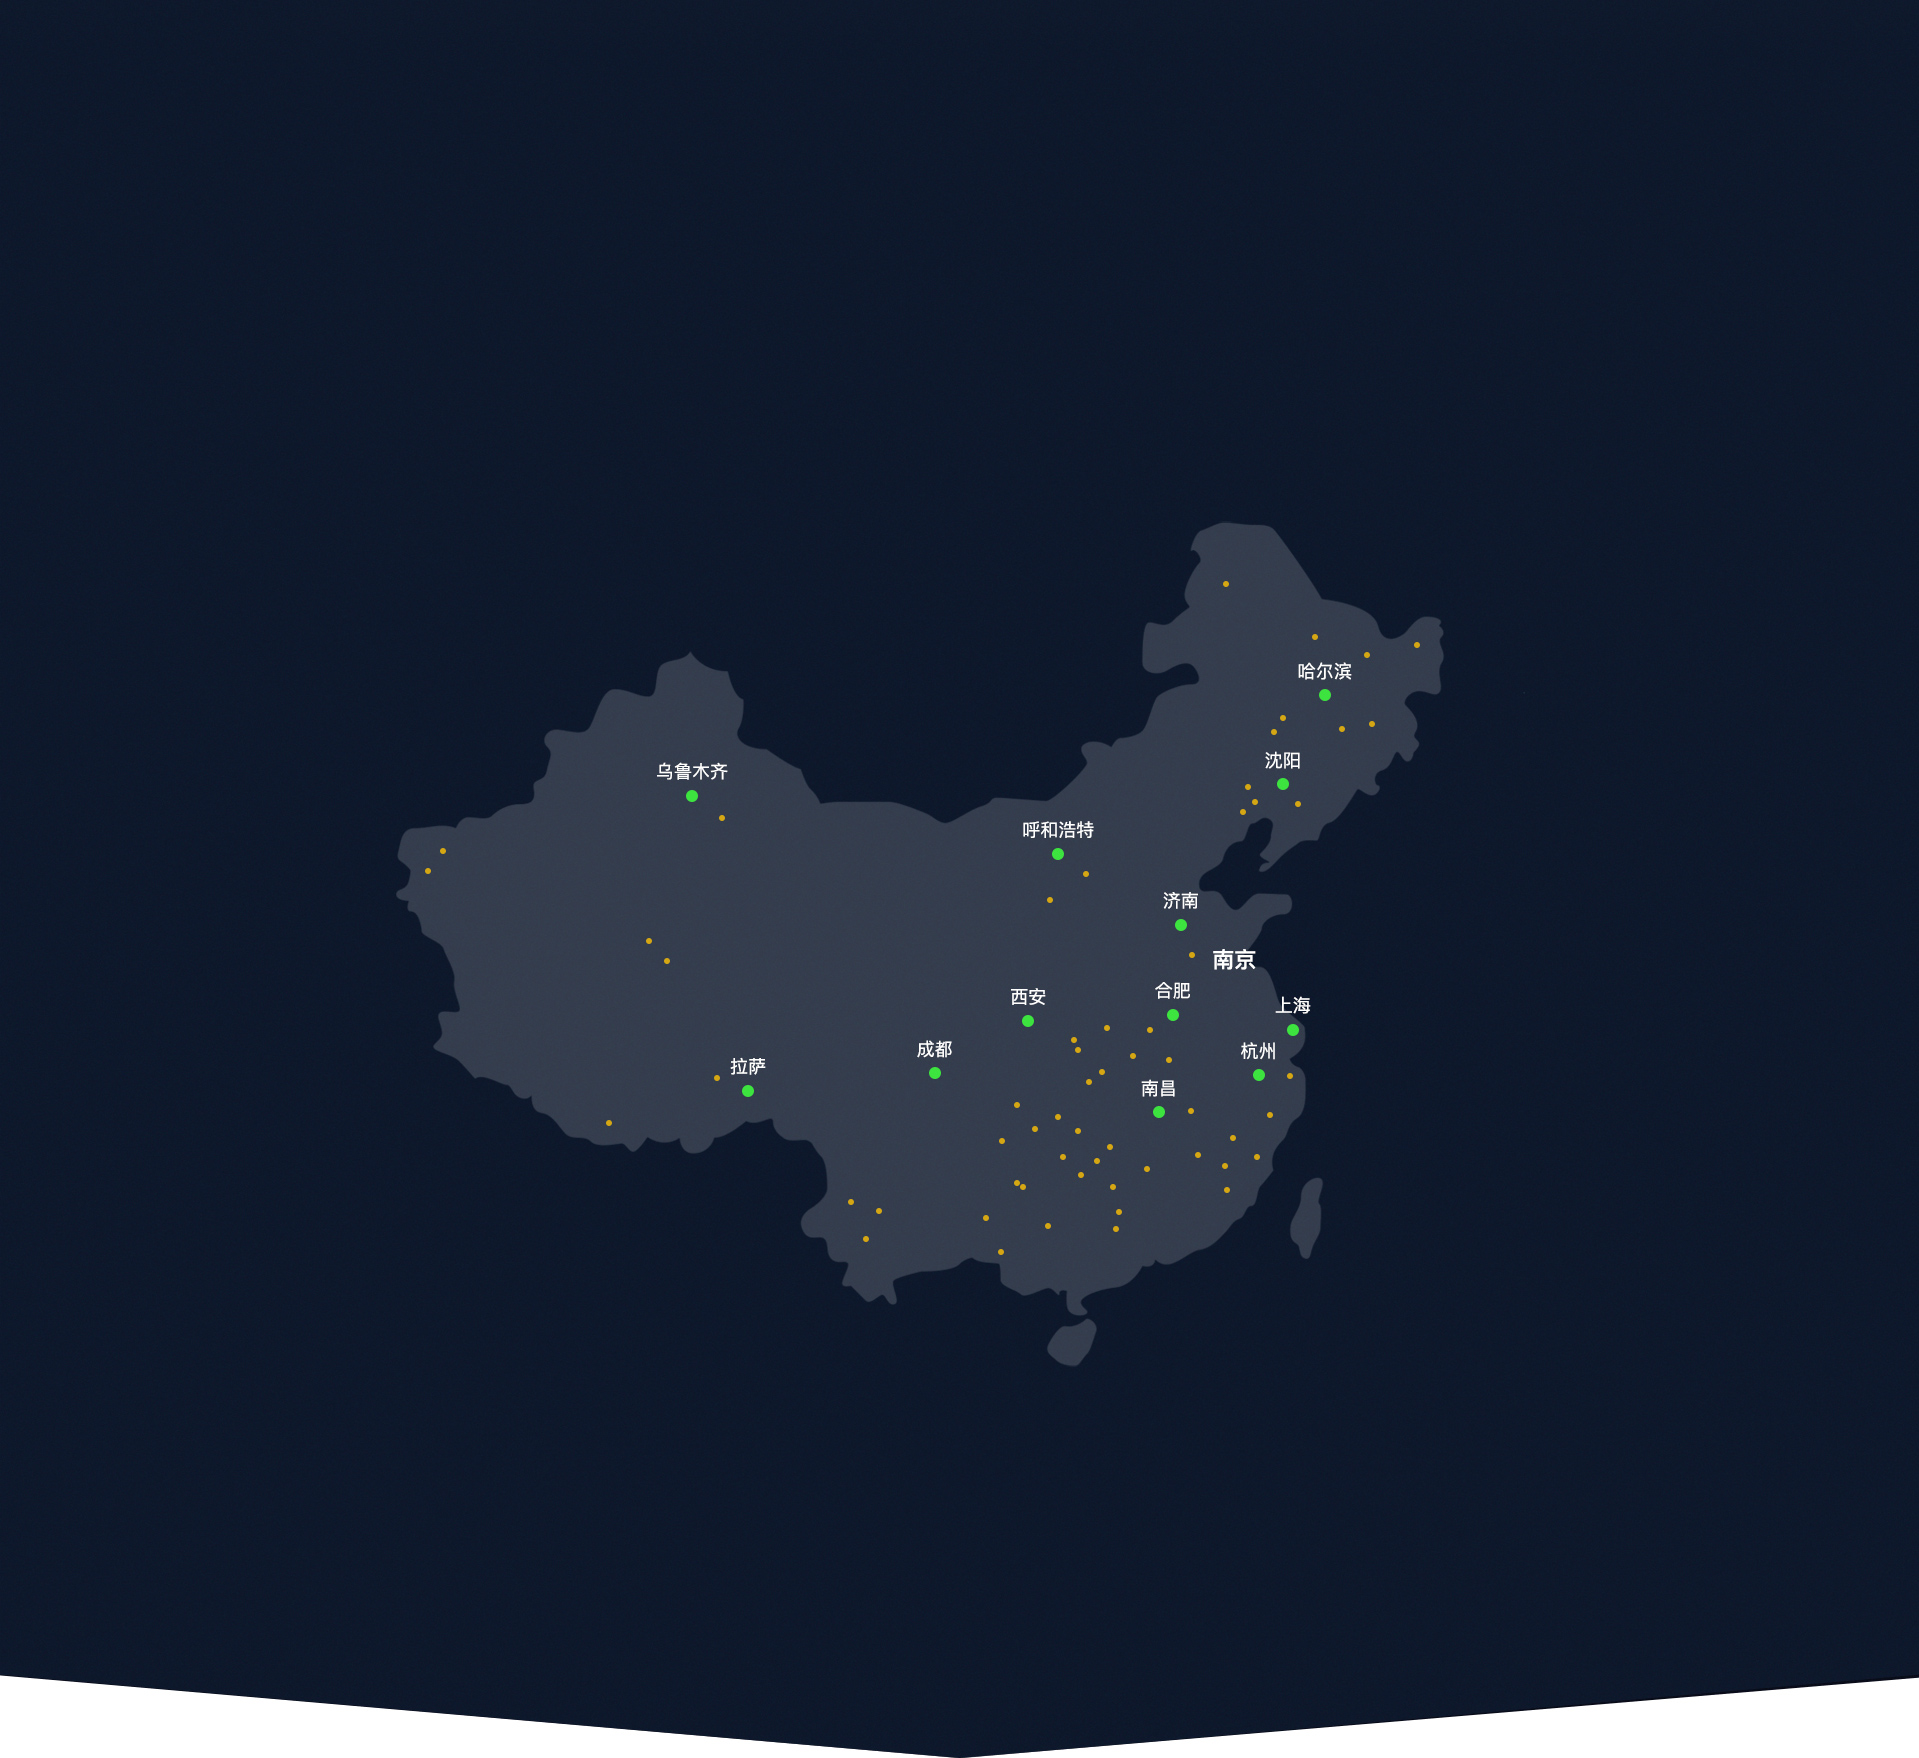 哈尔滨
沈阳
乌鲁木齐
呼和浩特
济南
南京
合肥
西安
上海
成都
杭州
拉萨
南昌